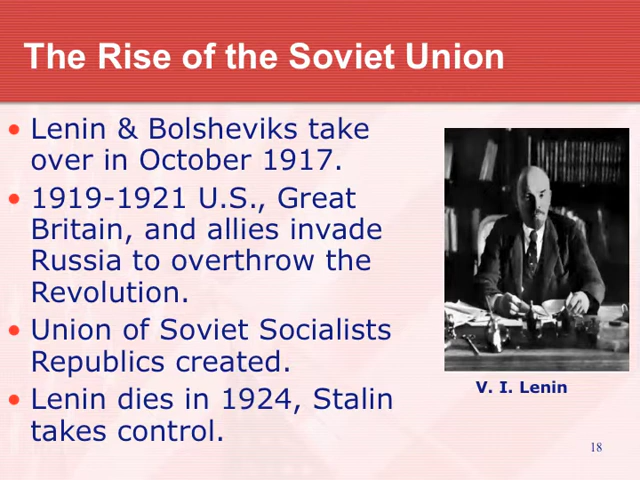 The Rise of the Soviet Union
• Lenin & Bolsheviks take
over in October 1917.
• 1919-1921 U.S., Great
Britain, and allies invade
Russia to overthrow the
Revolution.
• Union of Soviet Socialists
Republics created.
• Lenin dies in 1924, Stalin
takes control.
V. I. Lenin
18